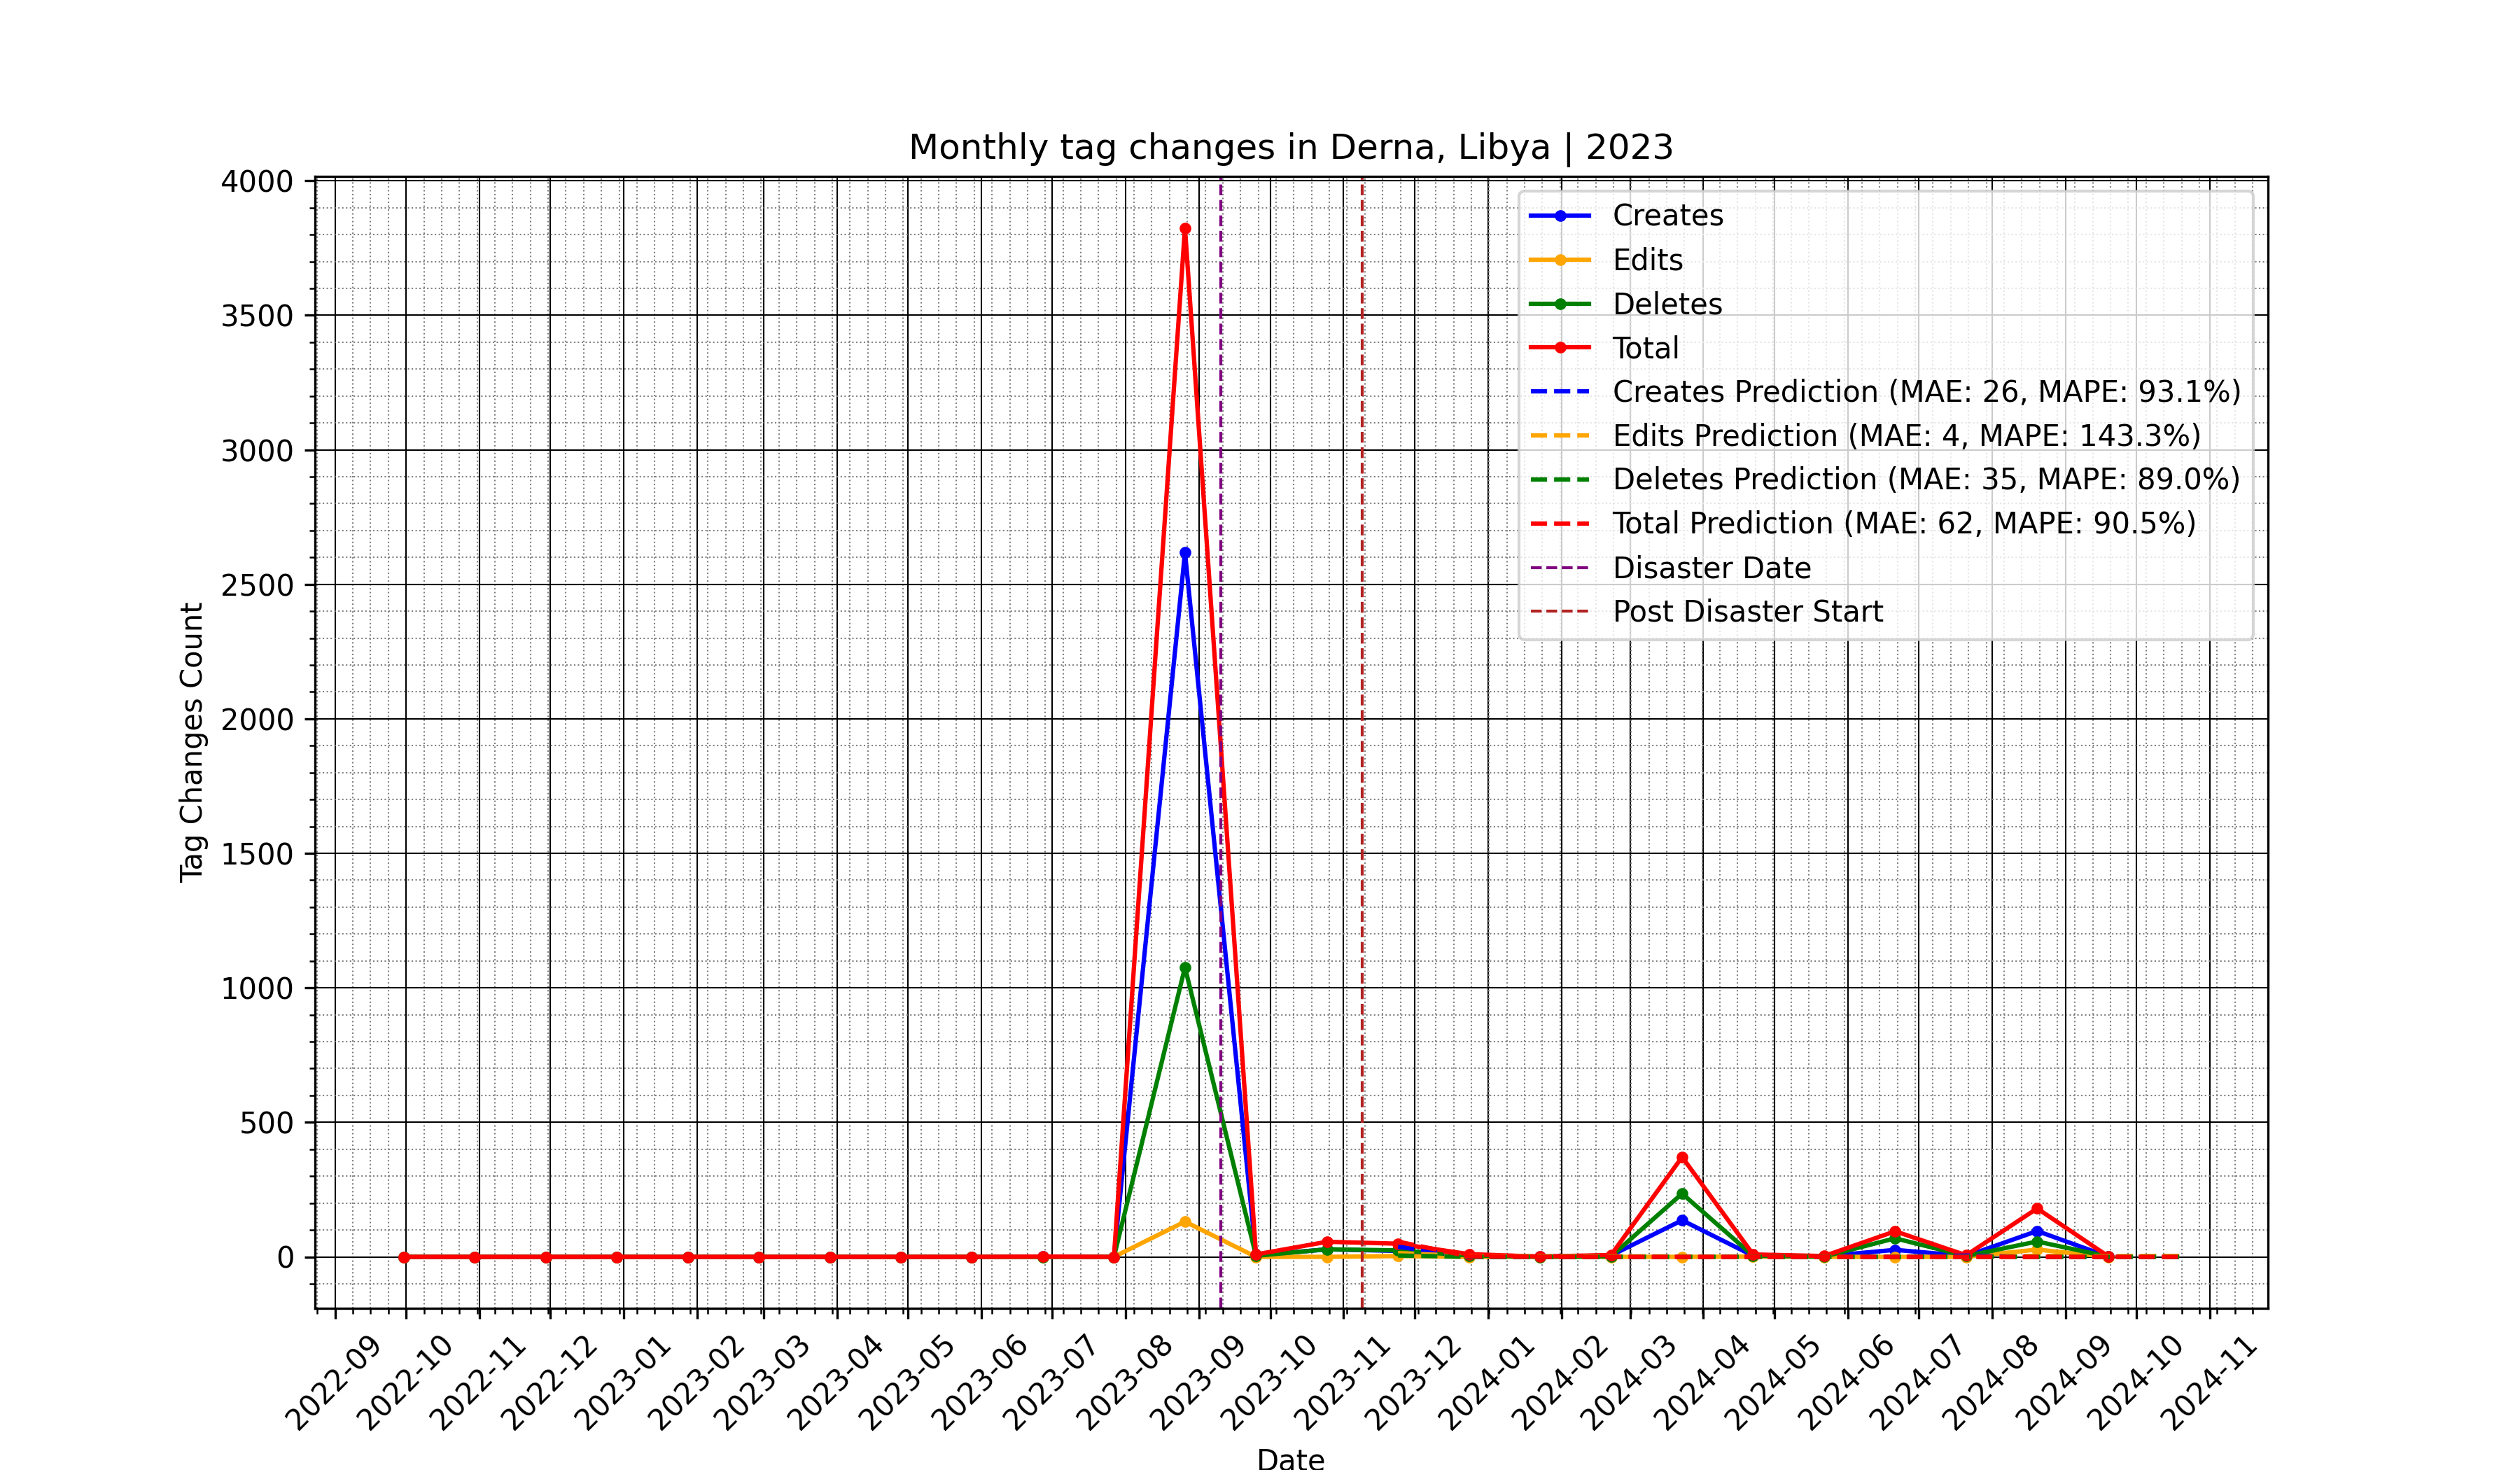 Monthly tag changes in Derna, Libya | 2023
4000
3500
3000
2500
2000
1500
1000
500
0
Tag Changes Count
Creates
Edits
Deletes
Total
Creates Prediction (MAE: 26, MAPE: 93.1%)
Edits Prediction (MAE: 4, MAPE: 143.3%)
Deletes Prediction (MAE: 35, MAPE: 89.0%)
Total Prediction (MAE: 62, MAPE: 90.5%)
Disaster Date
Post Disaster Start
2022-09
2022-10
2022-11
2022-12
2023-01
2023-02
2023-03
2023-04
2023-05
2023-06
2023-07
2023-08
2023-09
2023-10
2023-11
2023-12
2024-01
2024-02
2024-03
2024-04
2024-05
2024-06
2024-07
2024-08
2024-09
2024-10
2024-11
Date